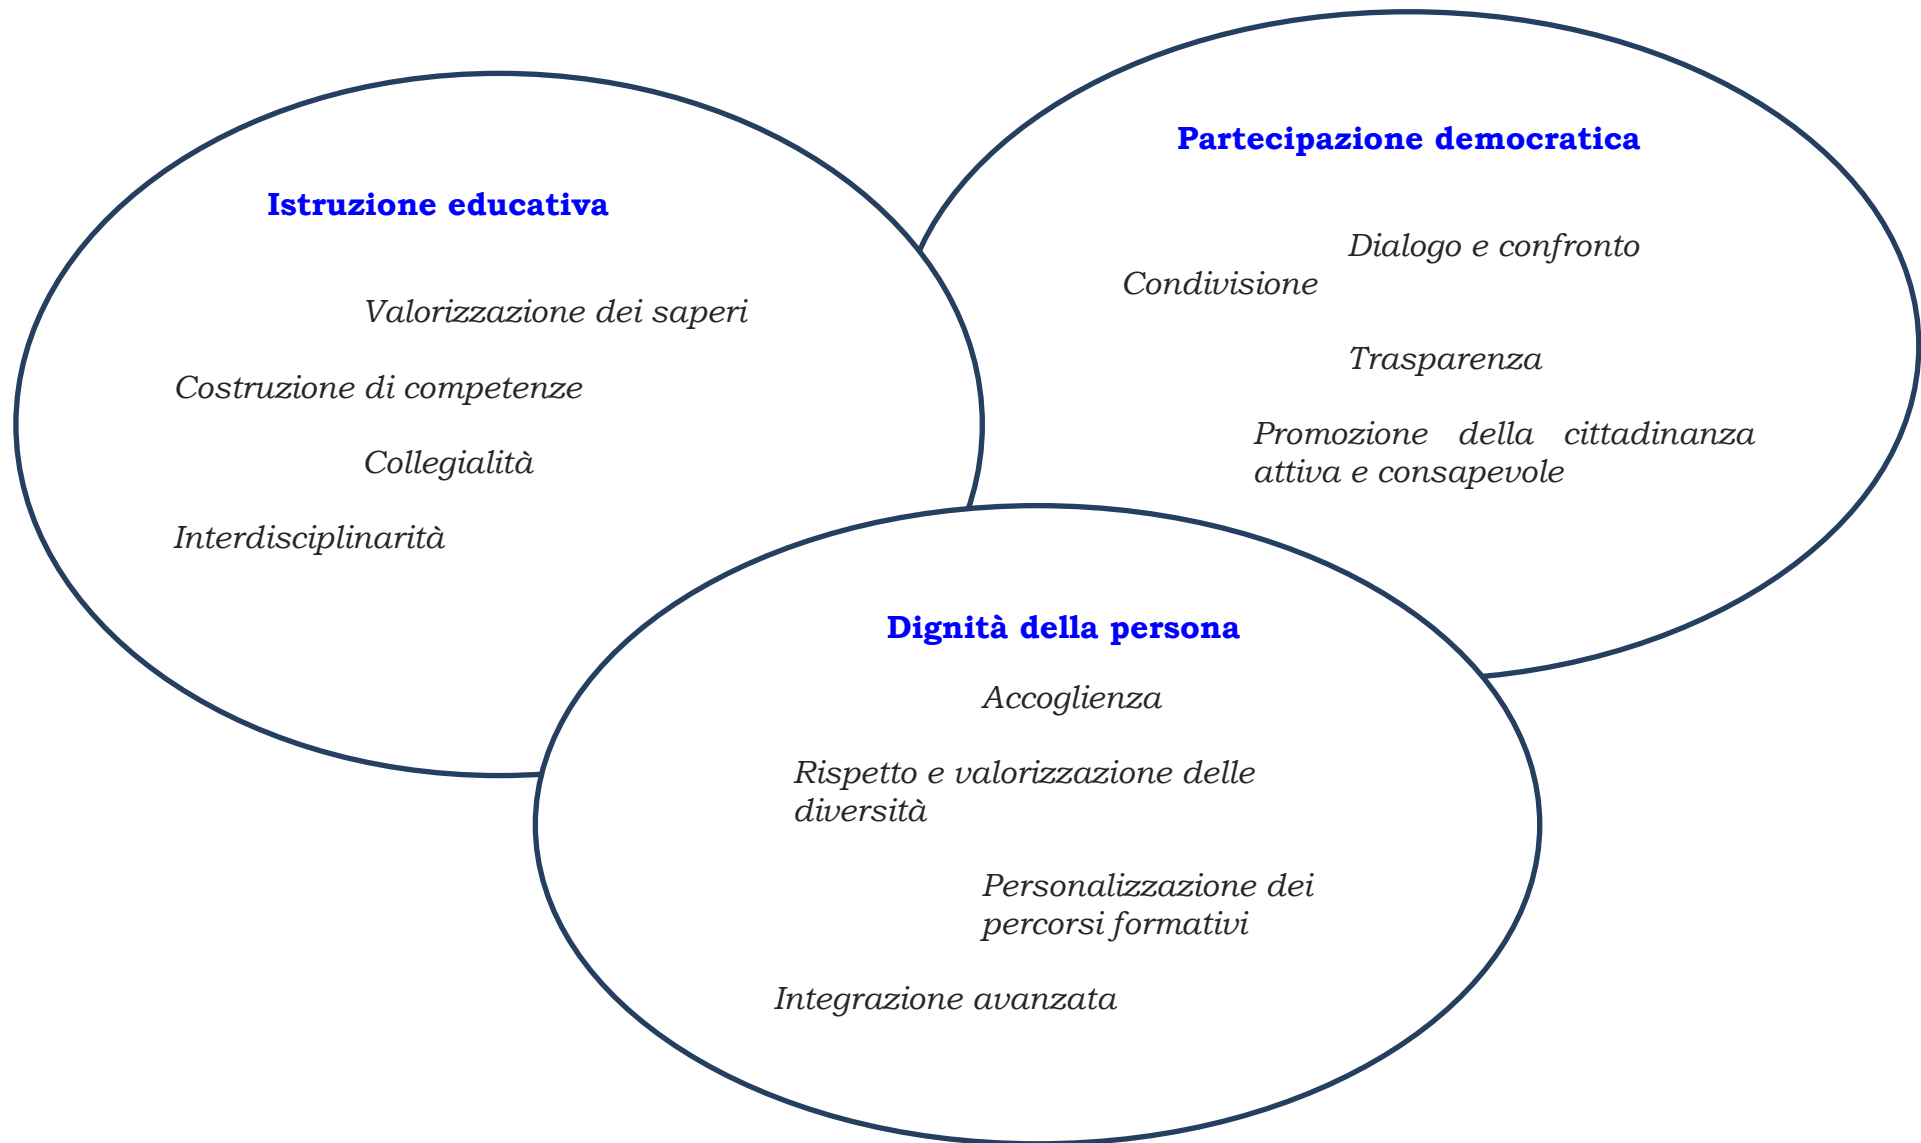 Istruzione educativa
Valorizzazione dei saperi
Costruzione di competenze
Collegialità
Interdisciplinarità
Partecipazione democratica
Dialogo e confronto
Condivisione
Trasparenza
Promozione della cittadinanza
attiva e consapevole
Dignità della persona
Accoglienza
Rispetto e valorizzazione delle
diversità
Personalizzazione dei
percorsi formativi
Integrazione avanzata